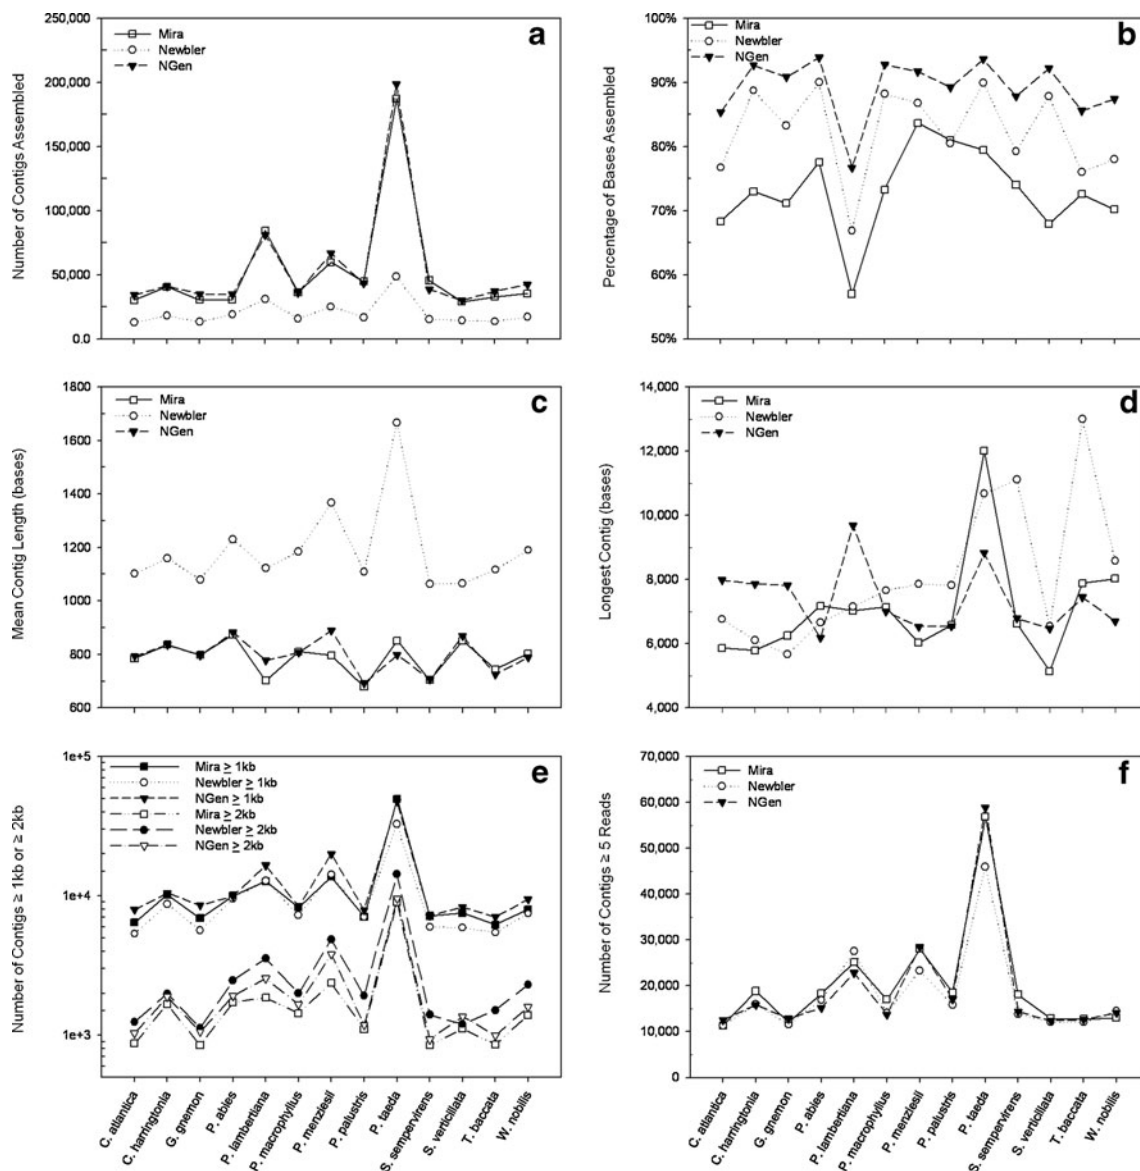 a
Mira
Newbler
NGen
Number of Contigs Assembled
250,000
200,000
150,000
100,000
50,000
0.0
b
Mira
Newbler
NGen
Percentage of Bases Assembled
100%
95%
90%
80%
70%
60%
50%
c
Mira
Newbler
NGen
Mean Contig Length (bases)
1800
1600
1400
1200
1000
800
600
d
Mira
Newbler
NGen
Longest Contig (bases)
14,000
12,000
10,000
8,000
6,000
4,000
e
Mira ≥ 1kb
Newbler ≥ 1kb
NGen ≥ 1kb
Mira ≥ 2kb
Newbler ≥ 2kb
NGen ≥ 2kb
Number of Contigs ≥ 1kb or ≥ 2kb
1e+5
1e+4
1e+3
C. atlantica
C. harringtonia
G. gnemon
P. abies
P. lambertiana
P. macrophyllus
P. menziesii
P. palustris
P. taeda
S. sempervirens
S. verticillata
T. baccata
W. nobilis
f
Mira
Newbler
NGen
Number of Contigs ≥ 5 Reads
70,000
60,000
50,000
40,000
30,000
20,000
10,000
0
C. atlantica
C. harringtonia
G. gnemon
P. abies
P. lambertiana
P. macrophyllus
P. menziesii
P. palustris
P. taeda
S. sempervirens
S. verticillata
T. baccata
W. nobilis